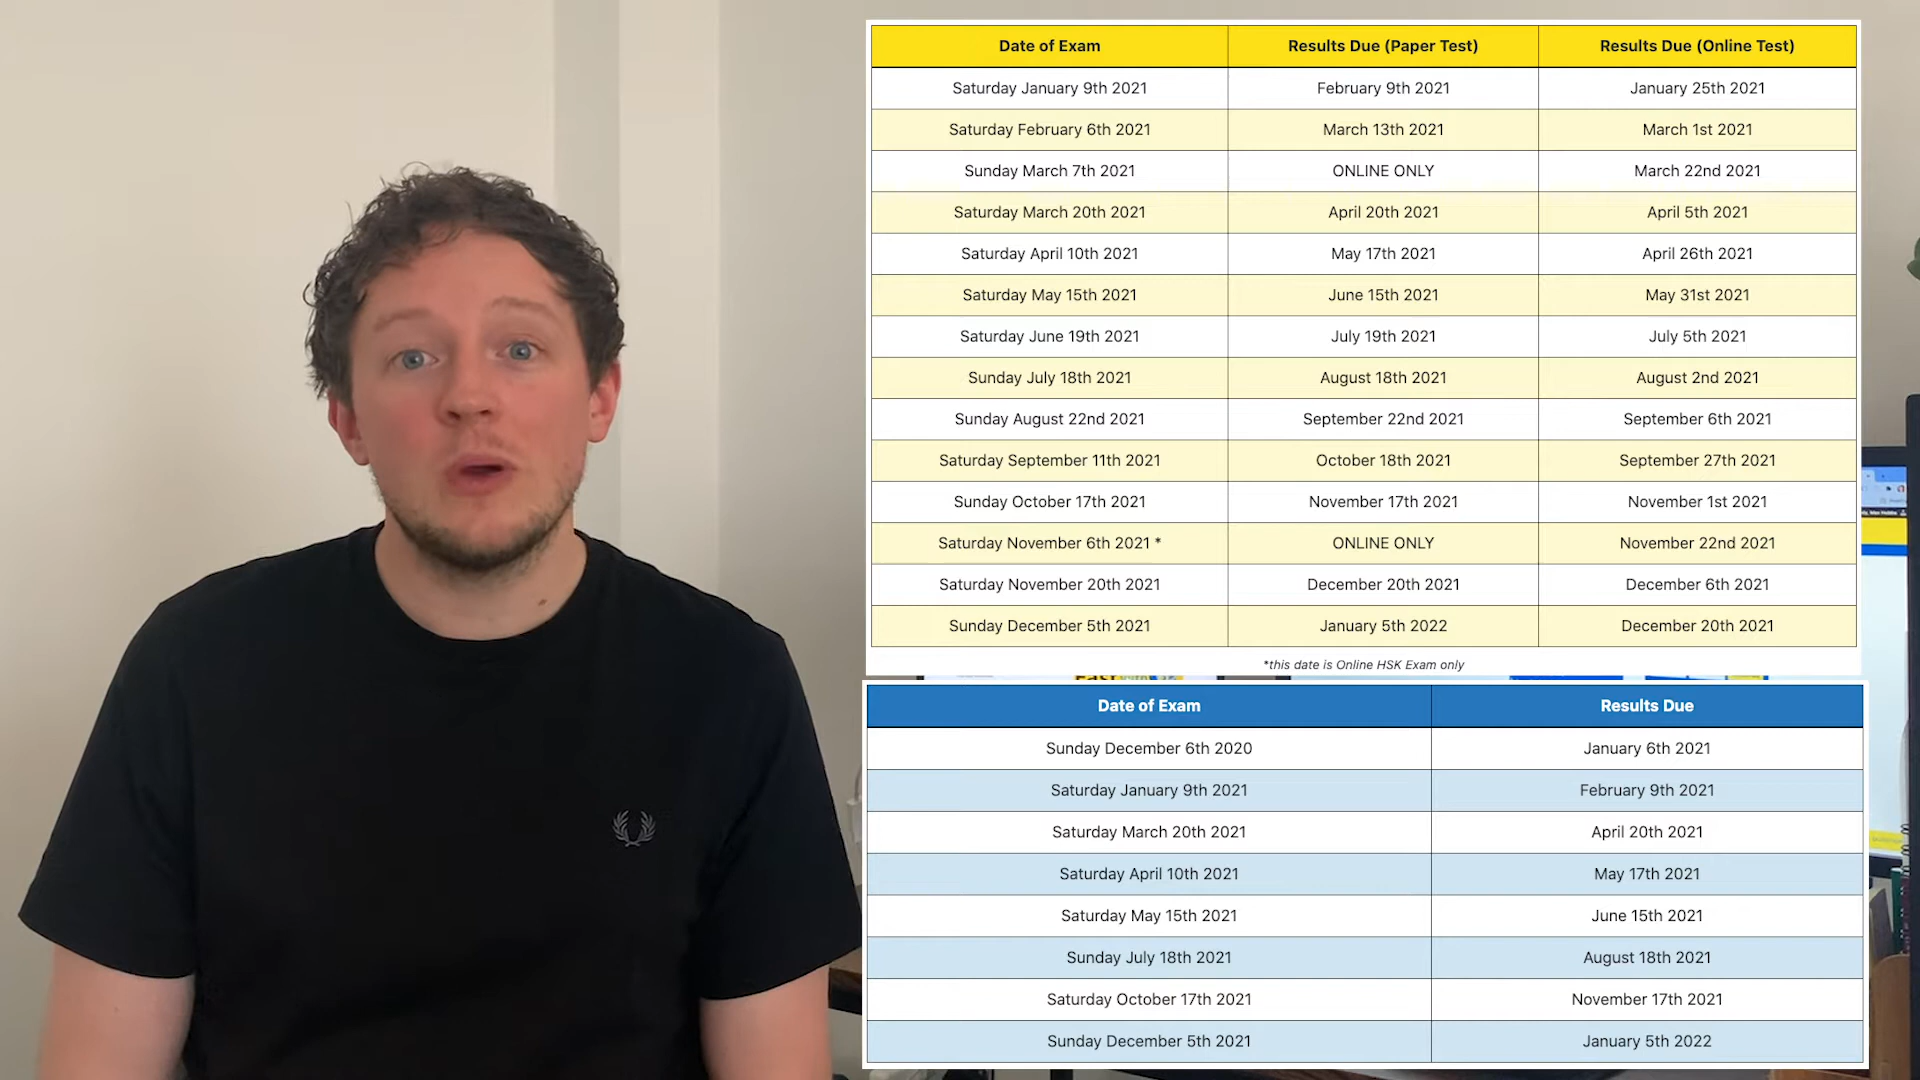 Date of Exam Results Due (Paper Test) Results Due (Online Test)
Saturday January 9th 2021 February 9th 2021 January 25th 2021
Saturday February 6th 2021 March 13th 2021 March 1st 2021
Sunday March 7th 2021 ONLINE ONLY March 22nd 2021
Saturday March 20th 2021 April 20th 2021 April 5th 2021
Saturday April 10th 2021 May 17th 2021 April 26th 2021
Saturday May 15th 2021 June 15th 2021 May 31st 2021
Saturday June 19th 2021 July 19th 2021 July 5th 2021
Sunday July 18th 2021 August 18th 2021 August 2nd 2021
Sunday August 22nd 2021 September 22nd 2021 September 6th 2021
Saturday September 11th 2021 October 18th 2021 September 27th 2021
Sunday October 17th 2021 November 17th 2021 November 1st 2021
Saturday November 6th 2021 * ONLINE ONLY November 22nd 2021
Saturday November 20th 2021 December 20th 2021 December 6th 2021
Sunday December 5th 2021 January 5th 2022 December 20th 2021
*this date is Online HSK Exam only
Date of Exam Results Due
Sunday December 6th 2020 January 6th 2021
Saturday January 9th 2021 February 9th 2021
Saturday March 20th 2021 April 20th 2021
Saturday April 10th 2021 May 17th 2021
Saturday May 15th 2021 June 15th 2021
Sunday July 18th 2021 August 18th 2021
Saturday October 17th 2021 November 17th 2021
Sunday December 5th 2021 January 5th 2022